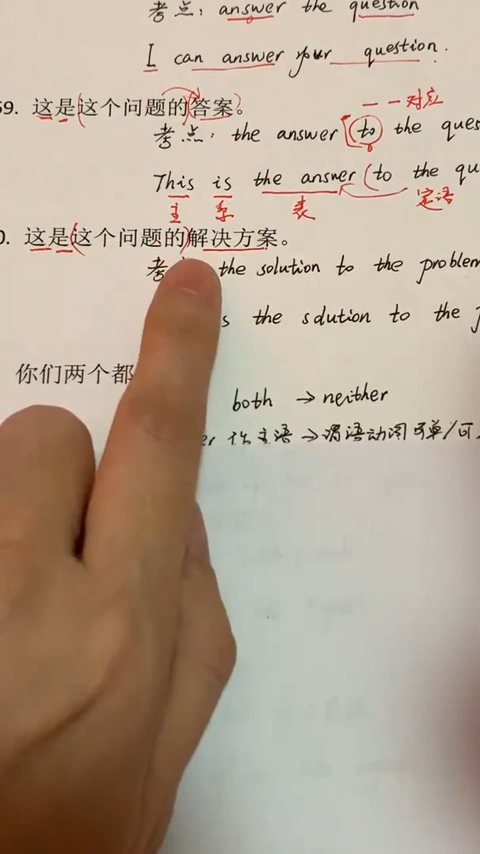 考点：answer the question
I can answer your question.
59. 这是(这个问题的)答案。
一一对应
考点：the answer (to) the
This is the answer (to the
主 系 表 定语
0. 这是(这个问题的)解决方案。
the solution to the problem
s the solution to the
你们两个都
both → neither
er 作主语 → 谓语动词可单/可